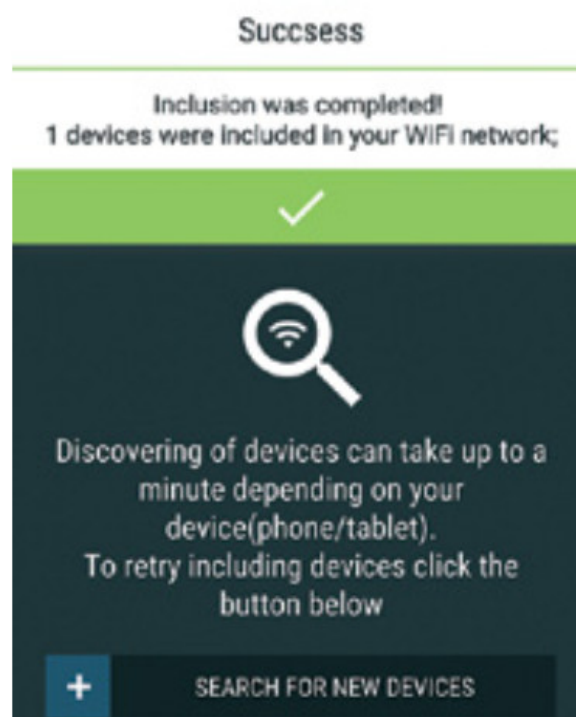 Succsess
Inclusion was completed!
1 devices were included in your WiFi network;
Discovering of devices can take up to a
minute depending on your
device(phone/tablet).
To retry including devices click the
button below
+ SEARCH FOR NEW DEVICES